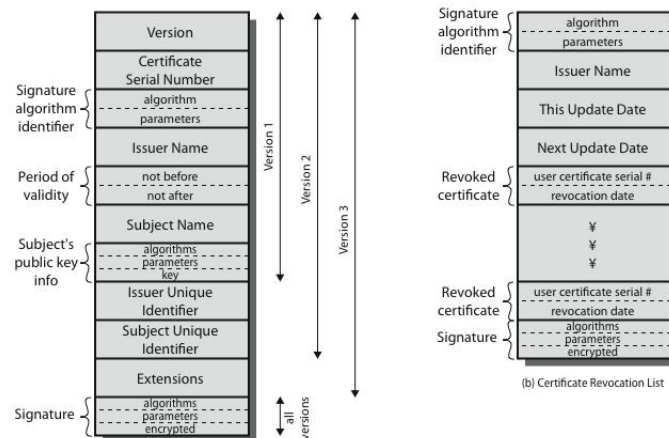 Version
Certificate
Serial Number
Signature
algorithm
identifier
algorithm
parameters
Issuer Name
Period of
validity
not before
not after
Subject Name
Subject's
public key
info
algorithms
parameters
key
Issuer Unique
Identifier
Subject Unique
Identifier
Extensions
Signature
algorithms
parameters
encrypted
Version 1
Version 2
Version 3
all
versions
Signature
algorithm
identifier
algorithm
parameters
Issuer Name
This Update Date
Next Update Date
Revoked
certificate
user certificate serial #
revocation date
¥
¥
¥
Revoked
certificate
user certificate serial #
revocation date
Signature
algorithms
parameters
encrypted
(b) Certificate Revocation List